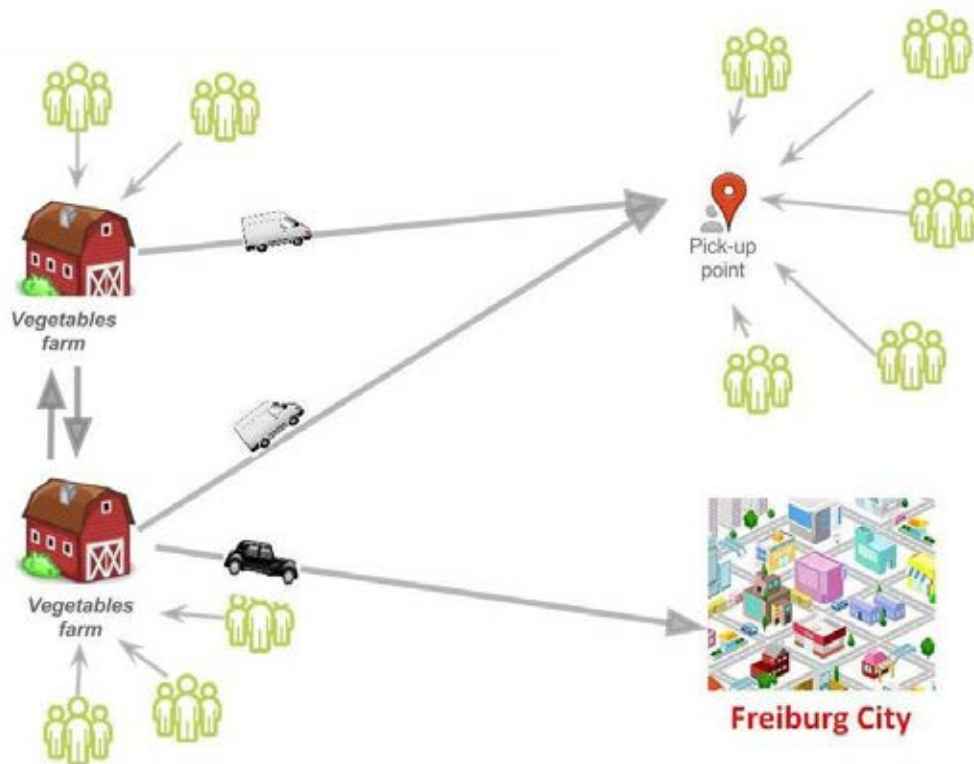 Pick-up
point
Vegetables
farm
Vegetables
farm
Freiburg City